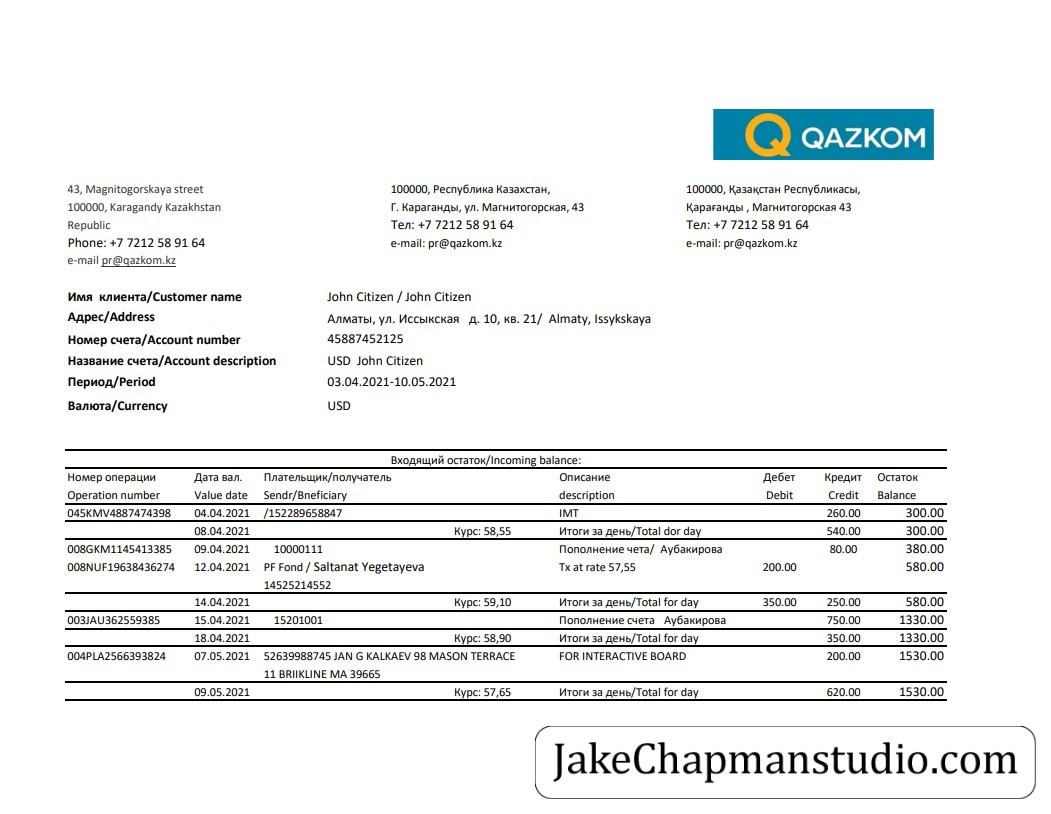 QAZKOM
43, Magnitogorskaya street
100000, Karagandy Kazakhstan
Republic
Phone: +7 7212 58 91 64
e-mail pr@qazkom.kz
100000, Республика Казахстан,
Г. Караганды, ул. Магнитогорская, 43
Тел: +7 7212 58 91 64
e-mail: pr@qazkom.kz
100000, Қазақстан Республикасы,
Қарағанды , Магнитогорская 43
Тел: +7 7212 58 91 64
e-mail: pr@qazkom.kz
Имя клиента/Customer name John Citizen / John Citizen
Адрес/Address Алматы, ул. Иссыкская д. 10, кв. 21/ Almaty, Issykskaya
Номер счета/Account number 45887452125
Название счета/Account description USD John Citizen
Период/Period 03.04.2021-10.05.2021
Валюта/Currency USD
Входящий остаток/Incoming balance:
Номер операции Дата вал. Плательщик/получатель Описание Дебет Кредит Остаток
Operation number Value date Sendr/Bneficiary description Debit Credit Balance
045KMV4887474398 04.04.2021 /152289658847 IMT 260.00 300.00
08.04.2021 Курс: 58,55 Итоги за день/Total dor day 540.00 300.00
008GKM1145413385 09.04.2021 10000111 Пополнение чета/ Аубакирова 80.00 380.00
008NUF19638436274 12.04.2021 PF Fond / Saltanat Yegetayeva Tx at rate 57,55 200.00 580.00
14525214552
14.04.2021 Курс: 59,10 Итоги за день/Total for day 350.00 250.00 580.00
003JAU362559385 15.04.2021 15201001 Пополнение счета Аубакирова 750.00 1330.00
18.04.2021 Курс: 58,90 Итоги за день/Total for day 350.00 1330.00
004PLA2566393824 07.05.2021 52639988745 JAN G KALKAEV 98 MASON TERRACE FOR INTERACTIVE BOARD 200.00 1530.00
11 BRIIKLINE MA 39665
09.05.2021 Курс: 57,65 Итоги за день/Total for day 620.00 1530.00
JakeChapmanstudio.com